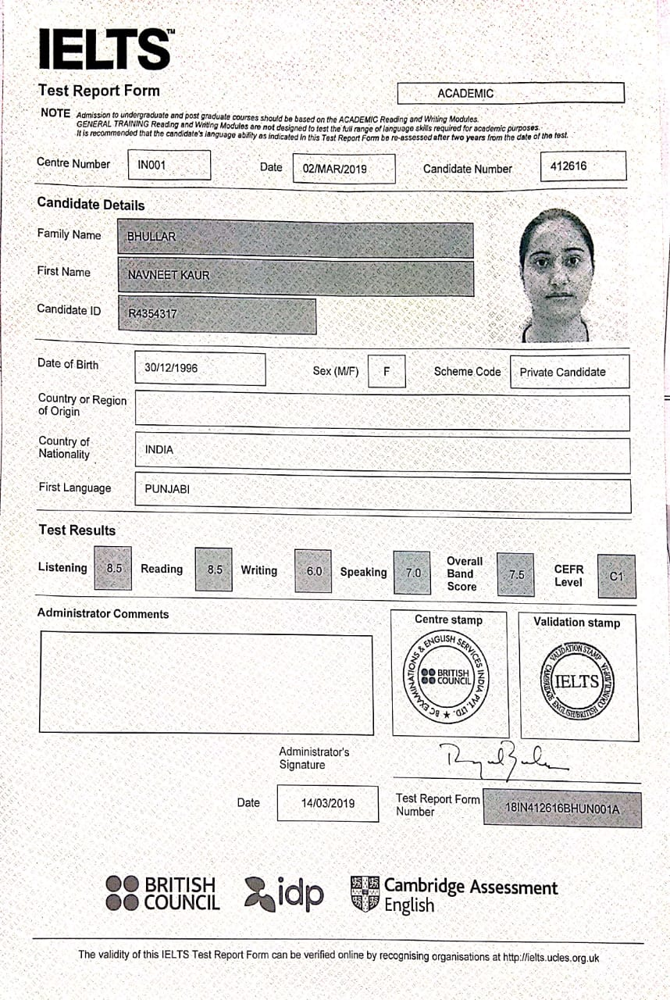 IELTS™
Test Report Form
ACADEMIC
NOTE Admission to undergraduate and post graduate courses should be based on the ACADEMIC Reading and Writing Modules.
GENERAL TRAINING Reading and Writing Modules are not designed to test the full range of language skills required for academic purposes.
It is recommended that the candidate's language ability as indicated in this Test Report Form be re-assessed after two years from the date of the test.
Centre Number IN001 Date 02/MAR/2019 Candidate Number 412616
Candidate Details
Family Name BHULLAR
First Name NAVNEET KAUR
Candidate ID R4354317
Date of Birth 30/12/1996 Sex (M/F) F Scheme Code Private Candidate
Country or Region
of Origin
Country of
Nationality INDIA
First Language PUNJABI
Test Results
Listening 8.5 Reading 8.5 Writing 6.0 Speaking 7.0 Overall Band Score 7.5 CEFR Level C1
Administrator Comments
Centre stamp
BC EXAMINATIONS & ENGLISH SERVICES INDIA PVT. LTD. ★
BRITISH
COUNCIL
Validation stamp
VALIDATION STAMP
IELTS
Administrator's
Signature
Date 14/03/2019
Test Report Form
Number 18IN412616BHUN001A
BRITISH
COUNCIL
idp
Cambridge Assessment
English
The validity of this IELTS Test Report Form can be verified online by recognising organisations at http://ielts.ucles.org.uk